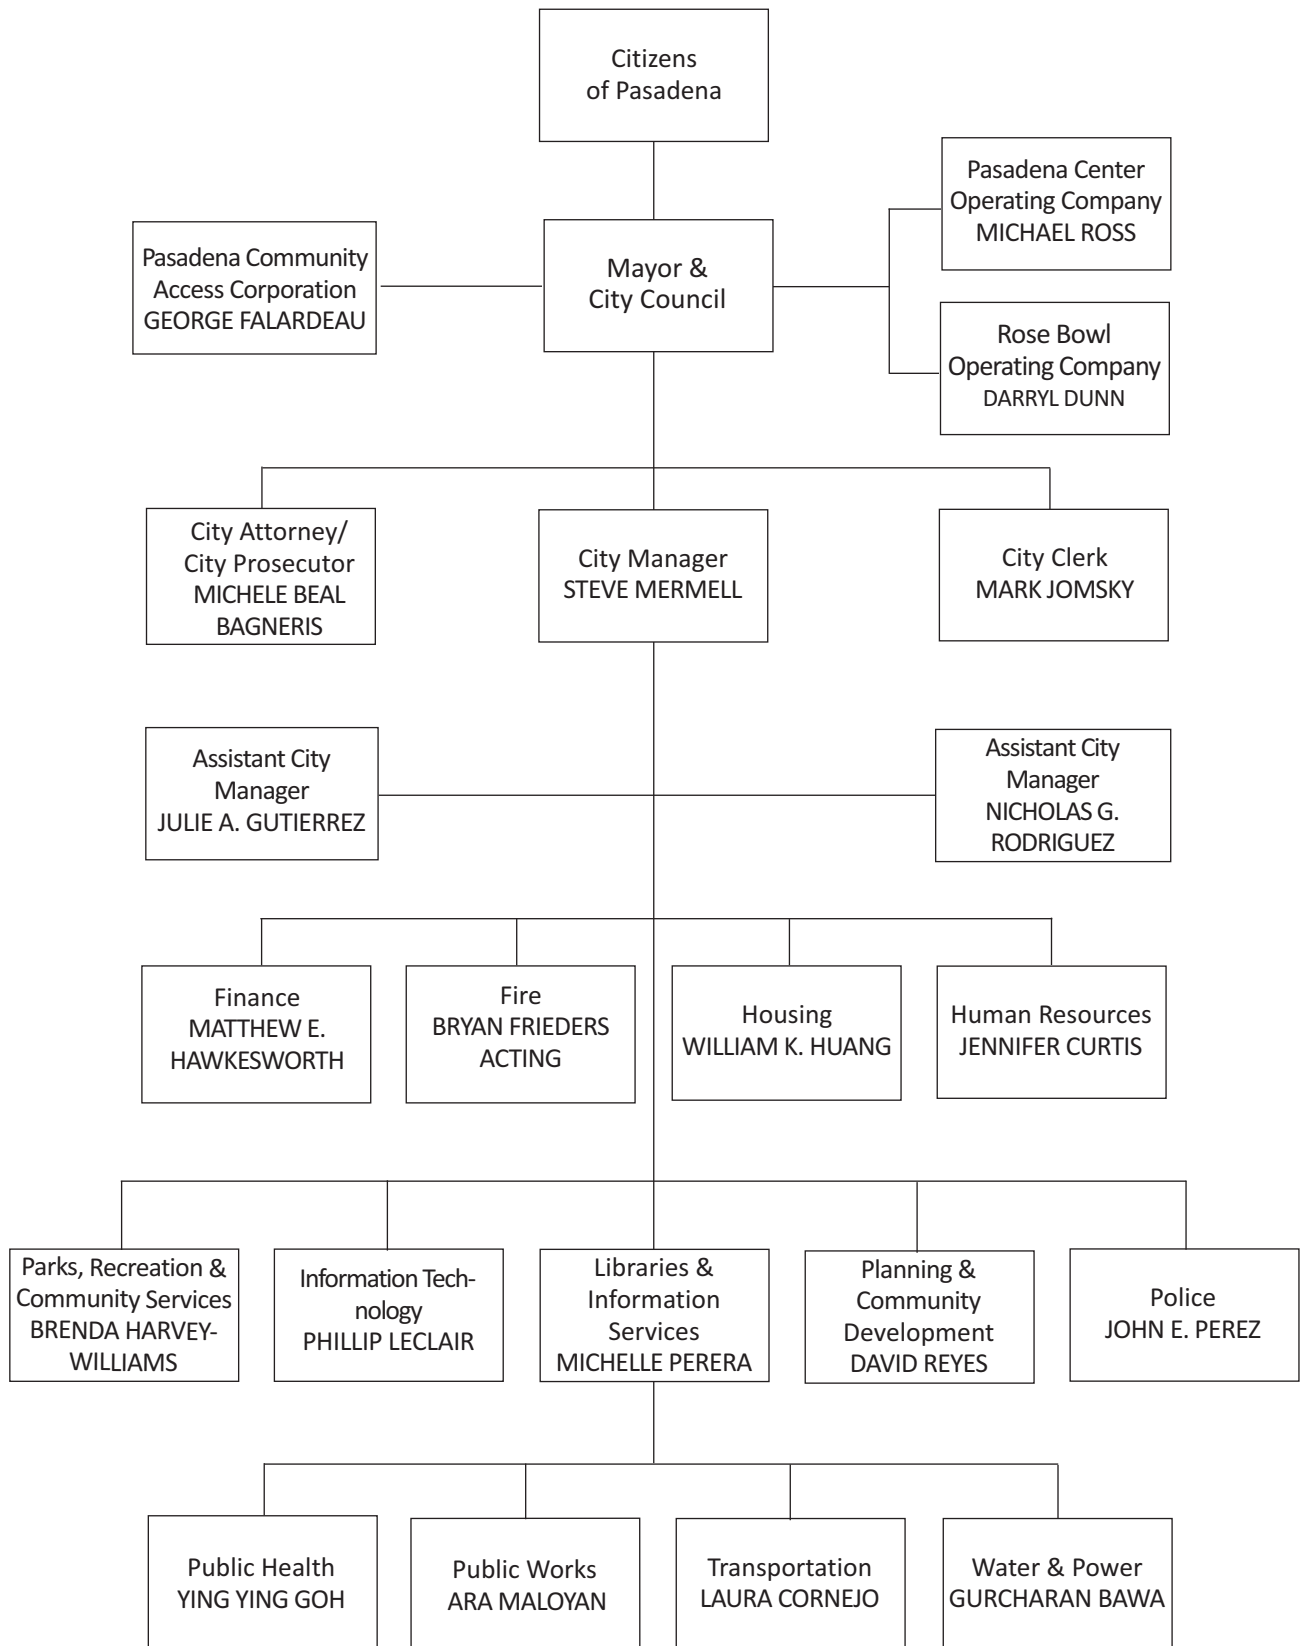 Citizens
of Pasadena
Pasadena Center
Operating Company
MICHAEL ROSS
Pasadena Community
Access Corporation
GEORGE FALARDEAU
Mayor &
City Council
Rose Bowl
Operating Company
DARRYL DUNN
City Attorney/
City Prosecutor
MICHELE BEAL
BAGNERIS
City Manager
STEVE MERMELL
City Clerk
MARK JOMSKY
Assistant City
Manager
JULIE A. GUTIERREZ
Assistant City
Manager
NICHOLAS G.
RODRIGUEZ
Finance
MATTHEW E.
HAWKESWORTH
Fire
BRYAN FRIEDERS
ACTING
Housing
WILLIAM K. HUANG
Human Resources
JENNIFER CURTIS
Parks, Recreation &
Community Services
BRENDA HARVEY-
WILLIAMS
Information Tech-
nology
PHILLIP LECLAIR
Libraries &
Information
Services
MICHELLE PERERA
Planning &
Community
Development
DAVID REYES
Police
JOHN E. PEREZ
Public Health
YING YING GOH
Public Works
ARA MALOYAN
Transportation
LAURA CORNEJO
Water & Power
GURCHARAN BAWA